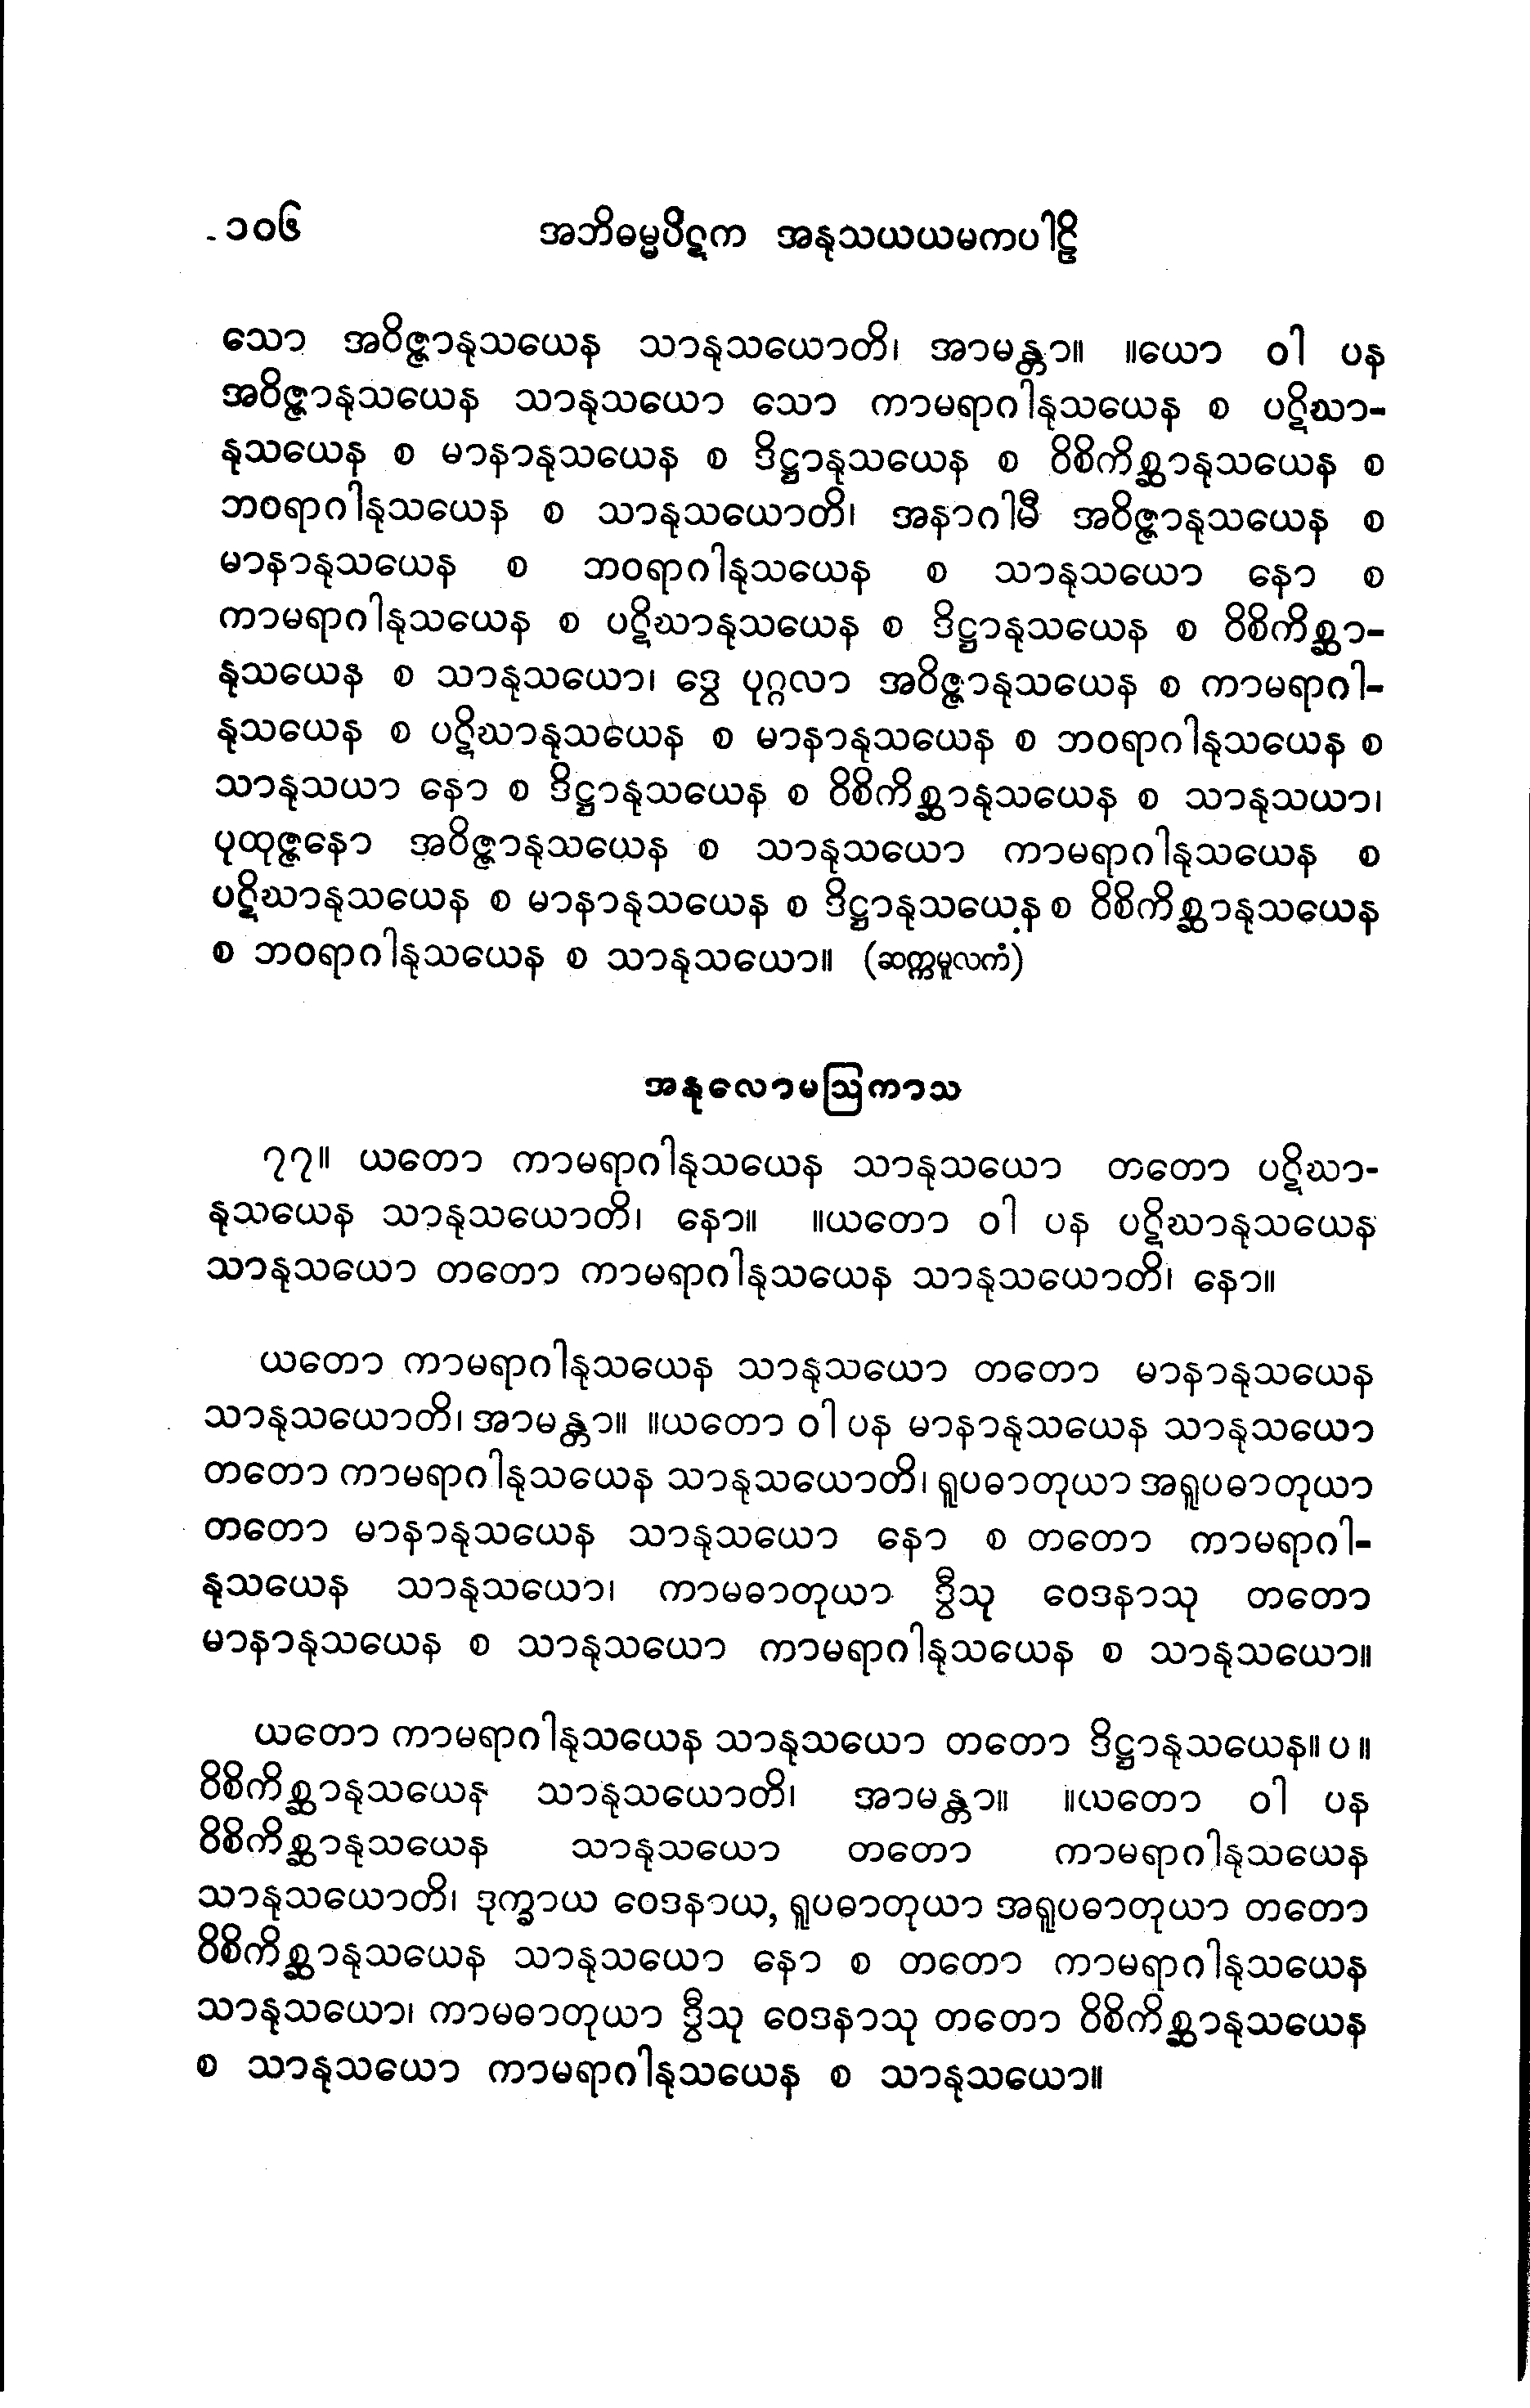 ၁၀၆ အဘိဓမ္မပိဋက အနုသယယမကပါဠိ
သော အဝိဇ္ဇာနုသယေန သာနုသယောတိ၊ အာမန္တာ။ ။ယော ဝါ ပန
အဝိဇ္ဇာနုသယေန သာနုသယော သော ကာမရာဂါနုသယေန စ ပဋိဃာ-
နုသယေန စ မာနာနုသယေန စ ဒိဋ္ဌာနုသယေန စ ဝိစိကိစ္ဆာနုသယေန စ
ဘဝရာဂါနုသယေန စ သာနုသယောတိ၊ အနာဂါမီ အဝိဇ္ဇာနုသယေန စ
မာနာနုသယေန စ ဘဝရာဂါနုသယေန စ သာနုသယော နော စ
ကာမရာဂါနုသယေန စ ပဋိဃာနုသယေန စ ဒိဋ္ဌာနုသယေန စ ဝိစိကိစ္ဆာ-
နုသယေန စ သာနုသယော၊ ဒွေ ပုဂ္ဂလာ အဝိဇ္ဇာနုသယေန စ ကာမရာဂါ-
နုသယေန စ ပဋိဃာနုသယေန စ မာနာနုသယေန စ ဘဝရာဂါနုသယေန စ
သာနုသယာ နော စ ဒိဋ္ဌာနုသယေန စ ဝိစိကိစ္ဆာနုသယေန စ သာနုသယာ၊
ပုထုဇ္ဇနော အဝိဇ္ဇာနုသယေန စ သာနုသယော ကာမရာဂါနုသယေန စ
ပဋိဃာနုသယေန စ မာနာနုသယေန စ ဒိဋ္ဌာနုသယေန စ ဝိစိကိစ္ဆာနုသယေန
စ ဘဝရာဂါနုသယေန စ သာနုသယော။ (ဆက္ကမူလကံ)
အနုလောမဩကာသ
၇၇။ ယတော ကာမရာဂါနုသယေန သာနုသယော တတော ပဋိဃာ-
နုသယေန သာနုသယောတိ၊ နော။ ။ယတော ဝါ ပန ပဋိဃာနုသယေန
သာနုသယော တတော ကာမရာဂါနုသယေန သာနုသယောတိ၊ နော။
ယတော ကာမရာဂါနုသယေန သာနုသယော တတော မာနာနုသယေန
သာနုသယောတိ၊ အာမန္တာ။ ။ယတော ဝါ ပန မာနာနုသယေန သာနုသယော
တတော ကာမရာဂါနုသယေန သာနုသယောတိ၊ ရူပဓာတုယာ အရူပဓာတုယာ
တတော မာနာနုသယေန သာနုသယော နော စ တတော ကာမရာဂါ-
နုသယေန သာနုသယော၊ ကာမဓာတုယာ ဒွီသု ဝေဒနာသု တတော
မာနာနုသယေန စ သာနုသယော ကာမရာဂါနုသယေန စ သာနုသယော။
ယတော ကာမရာဂါနုသယေန သာနုသယော တတော ဒိဋ္ဌာနုသယေန။ ပ ။
ဝိစိကိစ္ဆာနုသယေန သာနုသယောတိ၊ အာမန္တာ။ ။ယတော ဝါ ပန
ဝိစိကိစ္ဆာနုသယေန သာနုသယော တတော ကာမရာဂါနုသယေန
သာနုသယောတိ၊ ဒုက္ခာယ ဝေဒနာယ, ရူပဓာတုယာ အရူပဓာတုယာ တတော
ဝိစိကိစ္ဆာနုသယေန သာနုသယော နော စ တတော ကာမရာဂါနုသယေန
သာနုသယော၊ ကာမဓာတုယာ ဒွီသု ဝေဒနာသု တတော ဝိစိကိစ္ဆာနုသယေန
စ သာနုသယော ကာမရာဂါနုသယေန စ သာနုသယော။